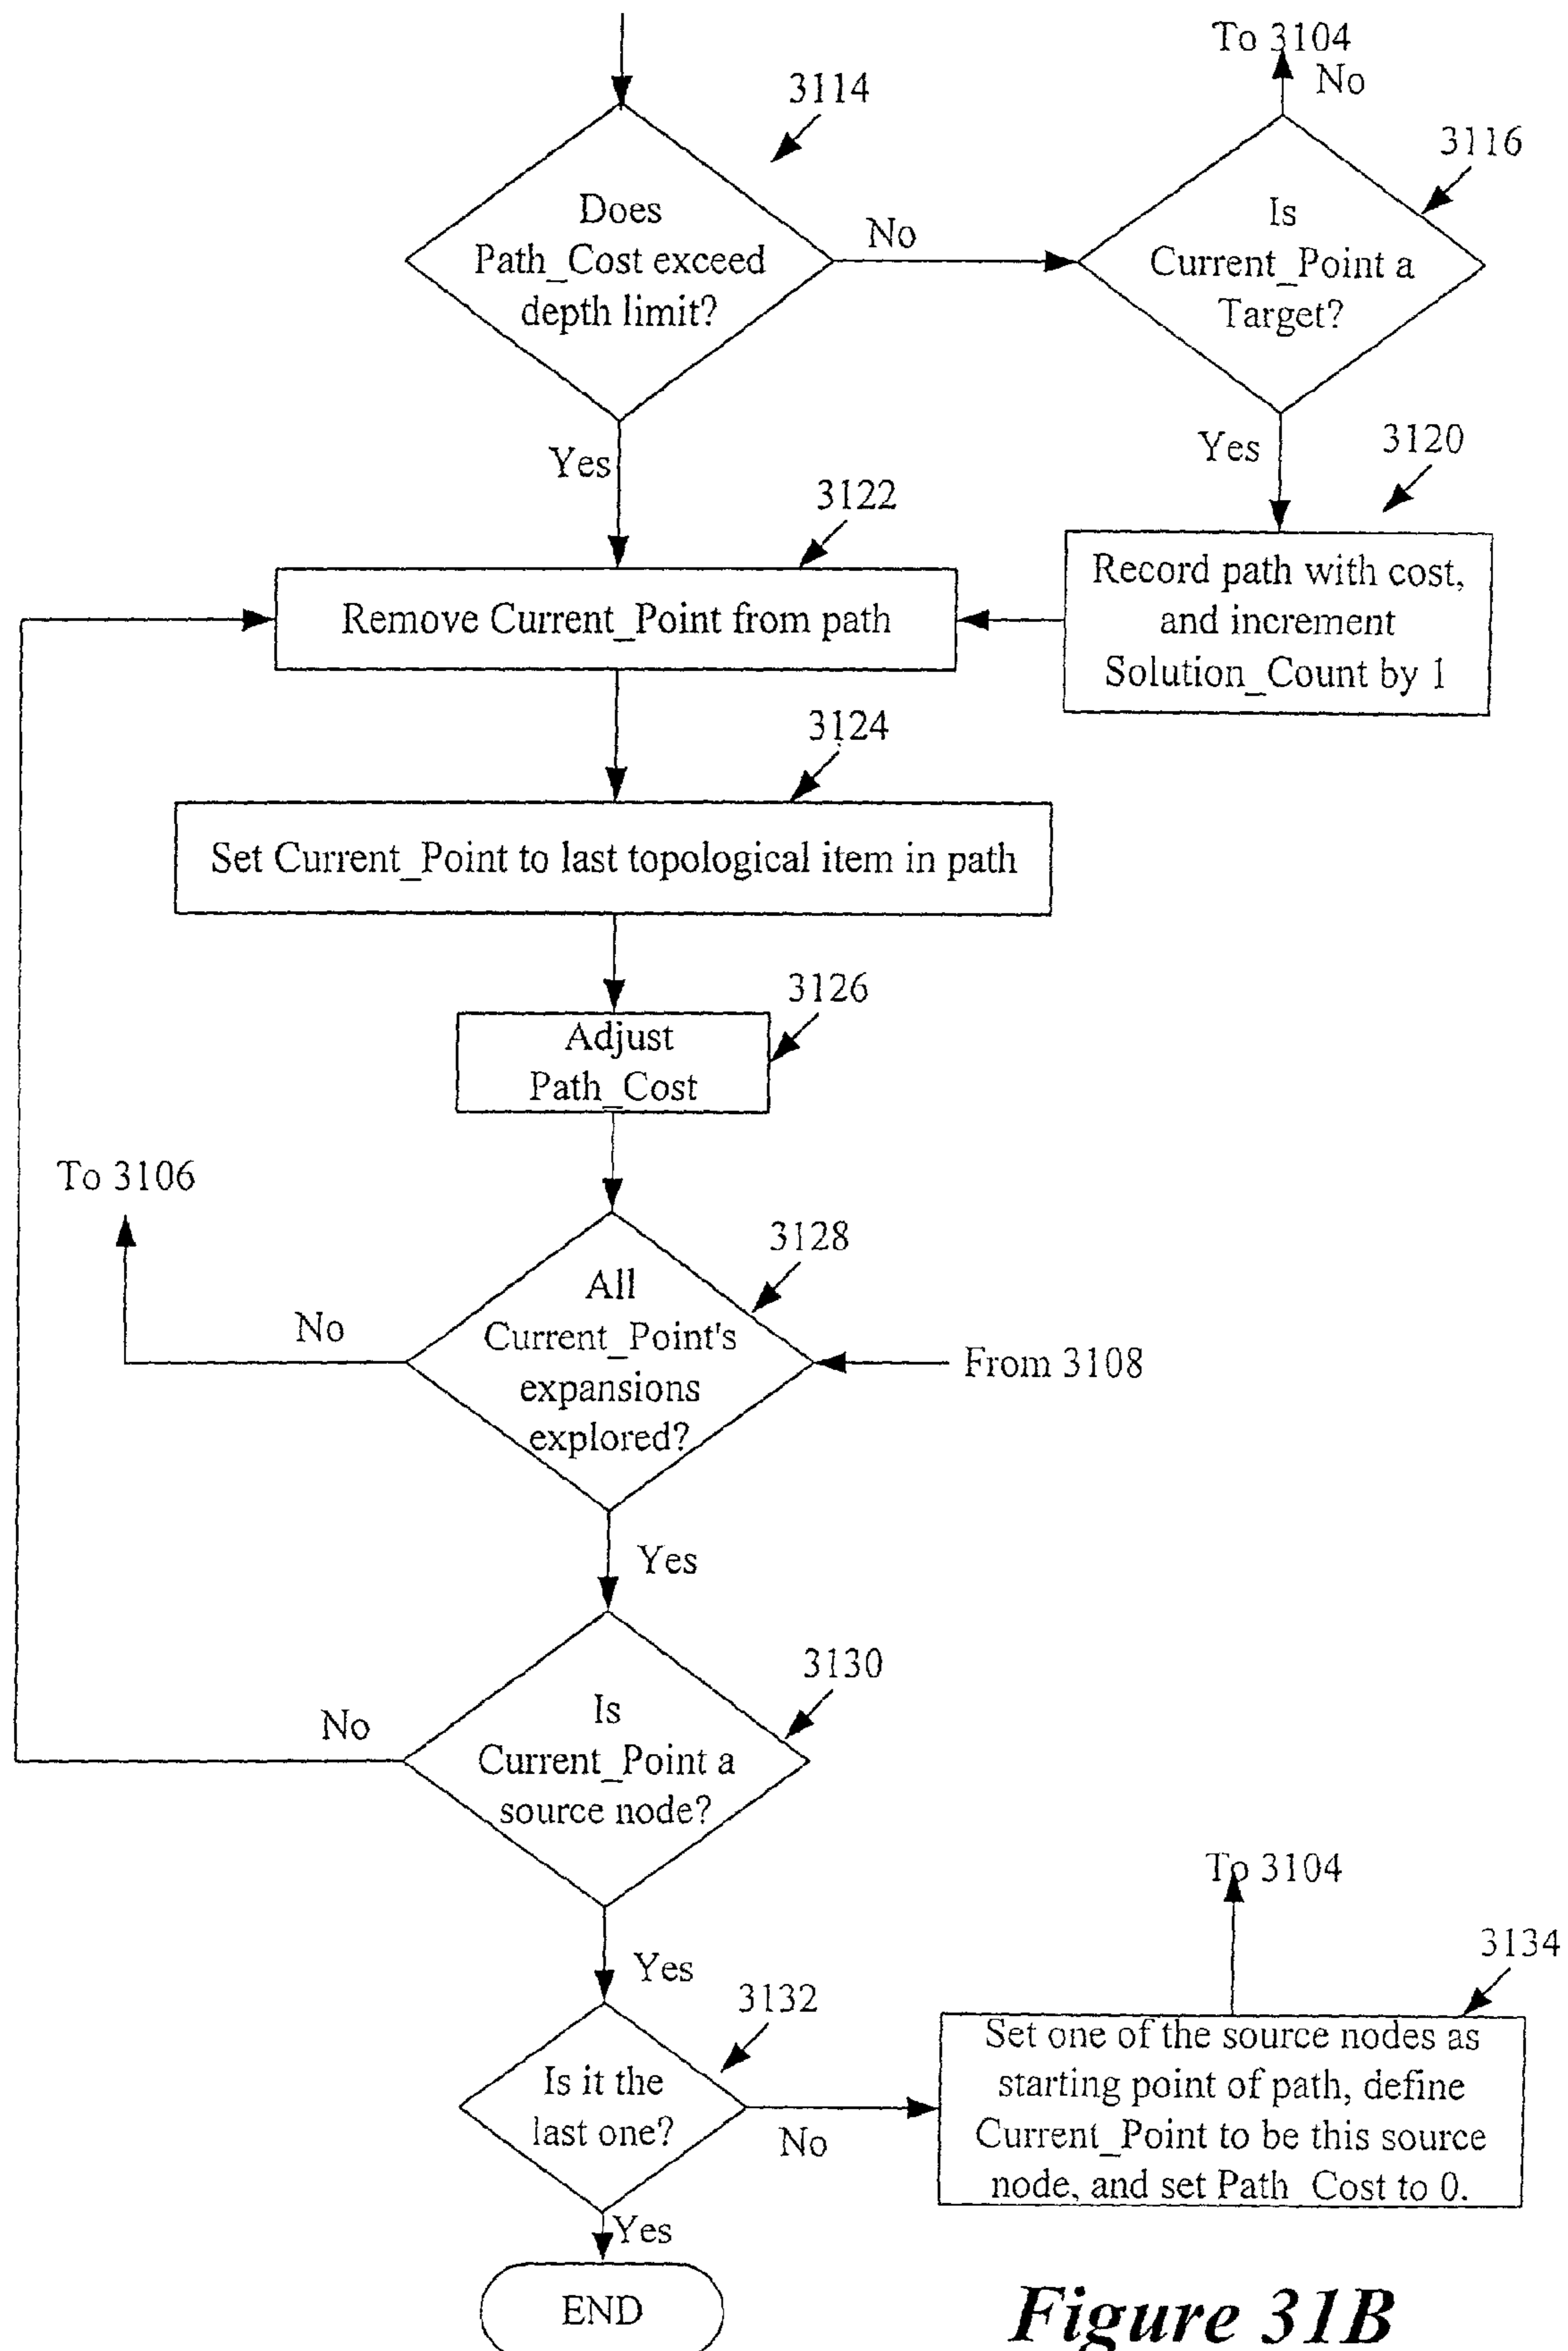 To 3104
No
3114
3116
Does
Path_Cost exceed
depth limit?
No
Is
Current_Point a
Target?
Yes
Yes
3120
3122
Record path with cost,
and increment
Solution_Count by 1
Remove Current_Point from path
3124
Set Current_Point to last topological item in path
3126
Adjust
Path_Cost
To 3106
3128
All
Current_Point's
expansions
explored?
No
From 3108
Yes
3130
Is
Current_Point a
source node?
No
To 3104
Yes
3134
3132
Is it the
last one?
No
Set one of the source nodes as
starting point of path, define
Current_Point to be this source
node, and set Path_Cost to 0.
Yes
END
Figure 31B